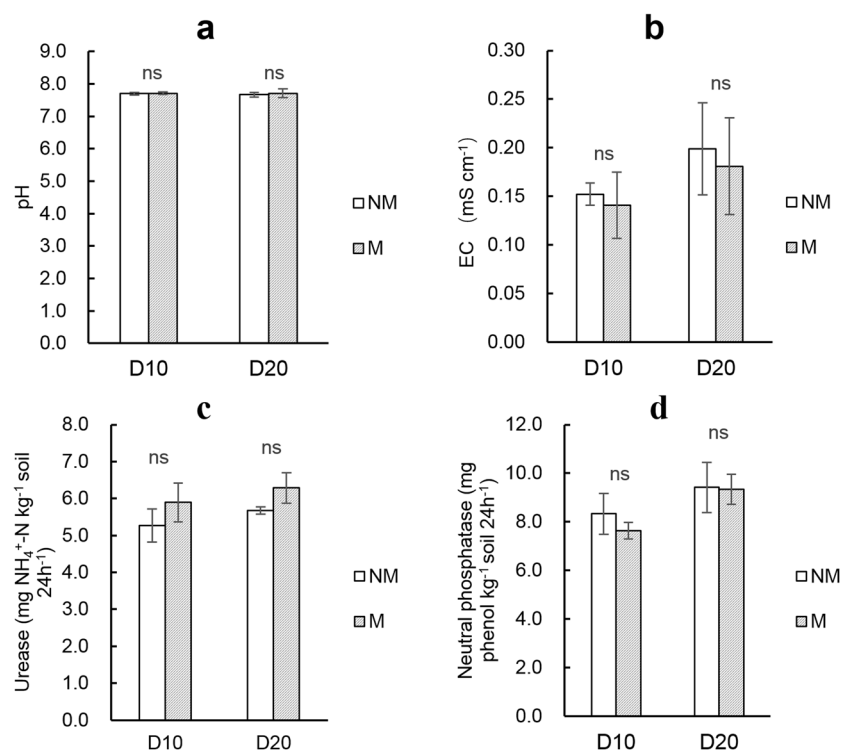 a
9.0
8.0
7.0
6.0
5.0
4.0
3.0
2.0
1.0
0.0
pH
ns
ns
D10
D20
NM
M
b
0.30
0.25
0.20
0.15
0.10
0.05
0.00
EC （mS cm⁻¹)
ns
ns
D10
D20
NM
M
c
8.0
7.0
6.0
5.0
4.0
3.0
2.0
1.0
0.0
Urease (mg NH₄⁺-N kg⁻¹ soil
24h⁻¹)
ns
ns
D10
D20
NM
M
d
12.0
10.0
8.0
6.0
4.0
2.0
0.0
Neutral phosphatase (mg
phenol kg⁻¹ soil 24h⁻¹)
ns
ns
D10
D20
NM
M